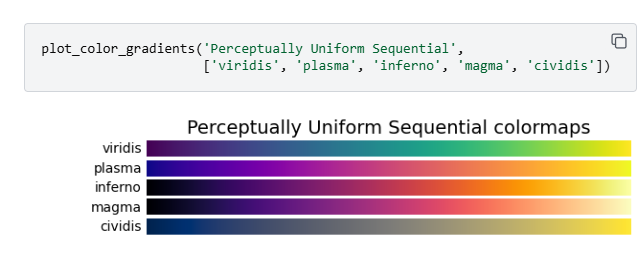 plot_color_gradients('Perceptually Uniform Sequential',
['viridis', 'plasma', 'inferno', 'magma', 'cividis'])
Perceptually Uniform Sequential colormaps
viridis
plasma
inferno
magma
cividis